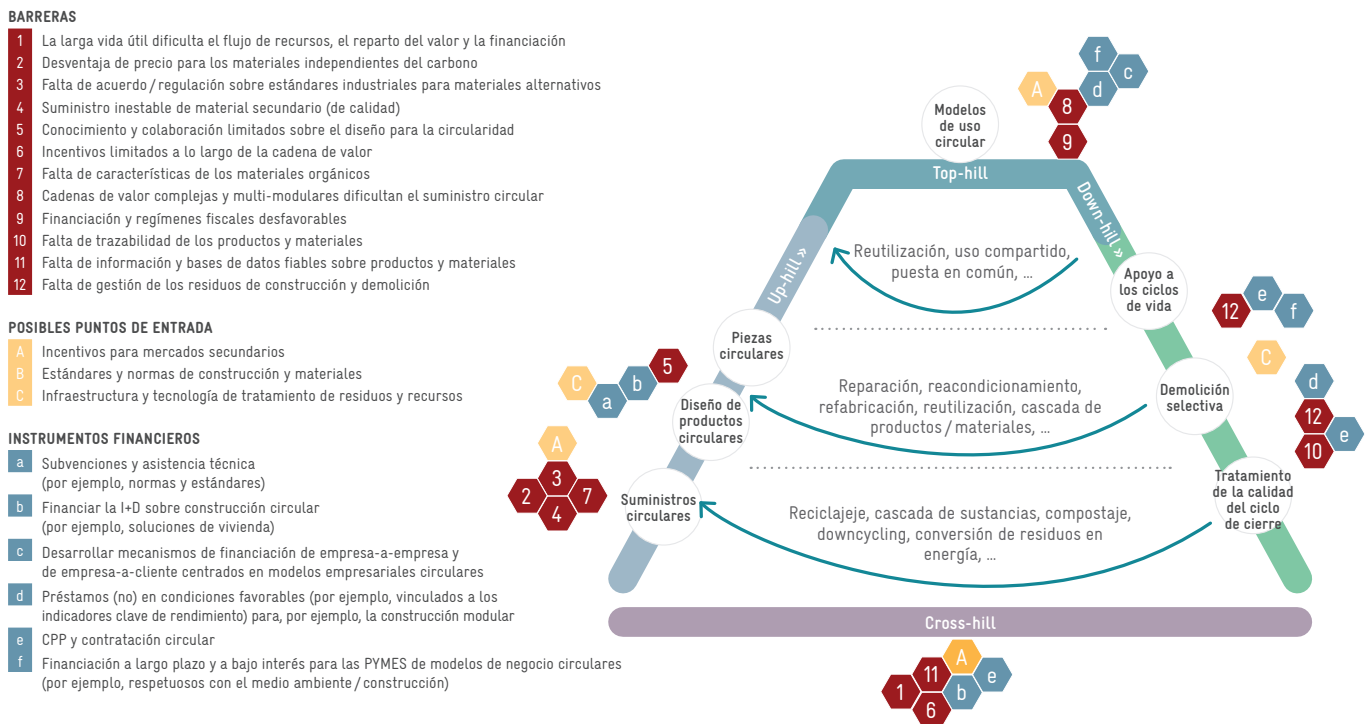 BARRERAS
1 La larga vida útil dificulta el flujo de recursos, el reparto del valor y la financiación
2 Desventaja de precio para los materiales independientes del carbono
3 Falta de acuerdo / regulación sobre estándares industriales para materiales alternativos
4 Suministro inestable de material secundario (de calidad)
5 Conocimiento y colaboración limitados sobre el diseño para la circularidad
6 Incentivos limitados a lo largo de la cadena de valor
7 Falta de características de los materiales orgánicos
8 Cadenas de valor complejas y multi-modulares dificultan el suministro circular
9 Financiación y regímenes fiscales desfavorables
10 Falta de trazabilidad de los productos y materiales
11 Falta de información y bases de datos fiables sobre productos y materiales
12 Falta de gestión de los residuos de construcción y demolición
POSIBLES PUNTOS DE ENTRADA
A Incentivos para mercados secundarios
B Estándares y normas de construcción y materiales
C Infraestructura y tecnología de tratamiento de residuos y recursos
INSTRUMENTOS FINANCIEROS
a Subvenciones y asistencia técnica
(por ejemplo, normas y estándares)
b Financiar la I+D sobre construcción circular
(por ejemplo, soluciones de vivienda)
c Desarrollar mecanismos de financiación de empresa-a-empresa y
de empresa-a-cliente centrados en modelos empresariales circulares
d Préstamos (no) en condiciones favorables (por ejemplo, vinculados a los
indicadores clave de rendimiento) para, por ejemplo, la construcción modular
e CPP y contratación circular
f Financiación a largo plazo y a bajo interés para las PYMES de modelos de negocio circulares
(por ejemplo, respetuosos con el medio ambiente / construcción)
f
c
A
d
8
9
Modelos
de uso
circular
Top-hill
Down-hill »
Up-hill »
Reutilización, uso compartido,
puesta en común, ...
Apoyo a
los ciclos
de vida
12
e
f
C
Piezas
circulares
5
b
C
a
Diseño de
productos
circulares
Reparación, reacondicionamiento,
refabricación, reutilización, cascada de
productos / materiales, ...
Demolición
selectiva
d
12
e
10
A
3
2
7
4
Suministros
circulares
Reciclajeje, cascada de sustancias, compostaje,
downcycling, conversión de residuos en
energía, ...
Tratamiento
de la calidad
del ciclo
de cierre
Cross-hill
A
11
e
1
b
6